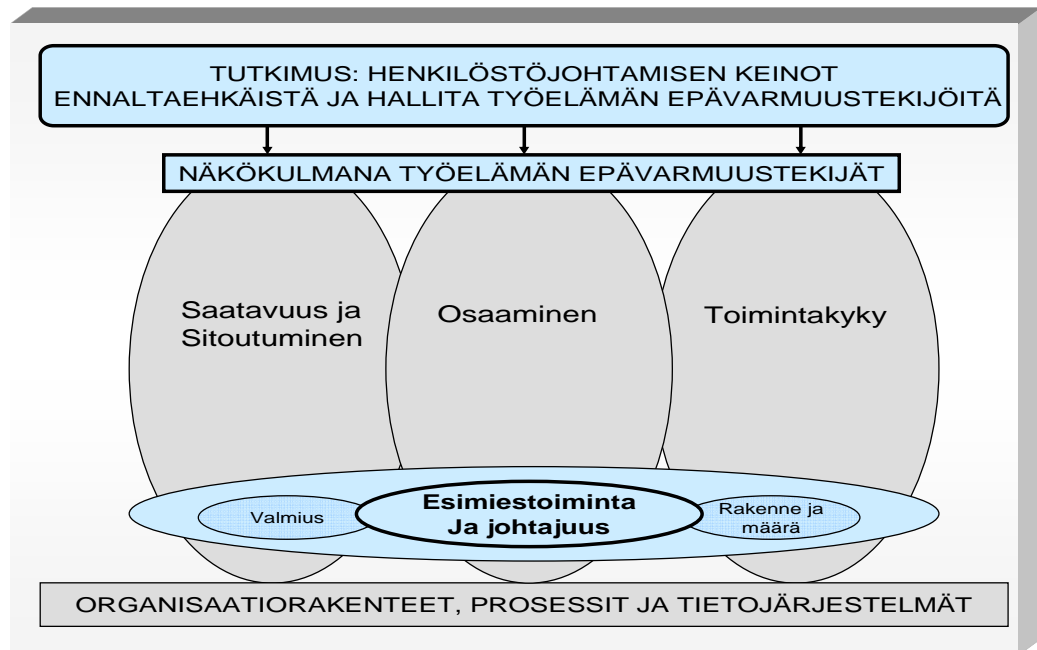 TUTKIMUS: HENKILÖSTÖJOHTAMISEN KEINOT
ENNALTAEHKÄISTÄ JA HALLITA TYÖELÄMÄN EPÄVARMUUSTEKIJÖITÄ
NÄKÖKULMANA TYÖELÄMÄN EPÄVARMUUSTEKIJÄT
Saatavuus ja
Sitoutuminen
Osaaminen
Toimintakyky
Valmius
Esimiestoiminta
Ja johtajuus
Rakenne ja
määrä
ORGANISAATIORAKENTEET, PROSESSIT JA TIETOJÄRJESTELMÄT